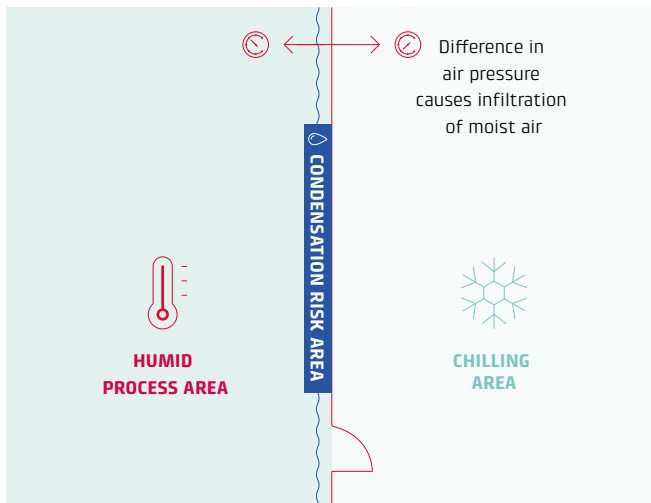 Difference in
air pressure
causes infiltration
of moist air
CONDENSATION RISK AREA
HUMID
PROCESS AREA
CHILLING
AREA